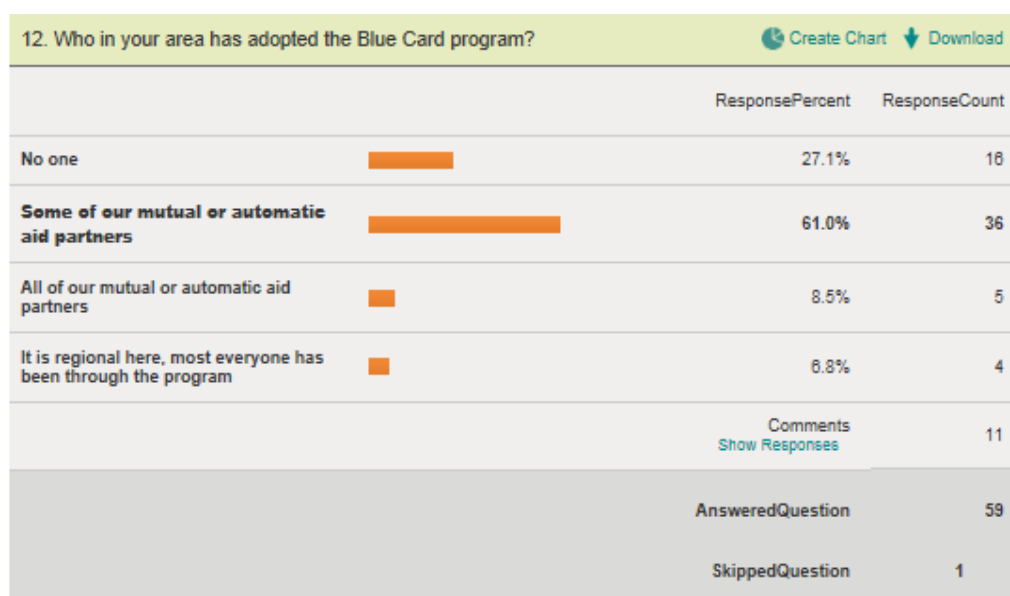 12. Who in your area has adopted the Blue Card program? Create Chart Download
ResponsePercent ResponseCount
No one 27.1% 16
Some of our mutual or automatic
aid partners 61.0% 36
All of our mutual or automatic aid
partners 8.5% 5
It is regional here, most everyone has
been through the program 6.8% 4
Comments
Show Responses 11
AnsweredQuestion 59
SkippedQuestion 1